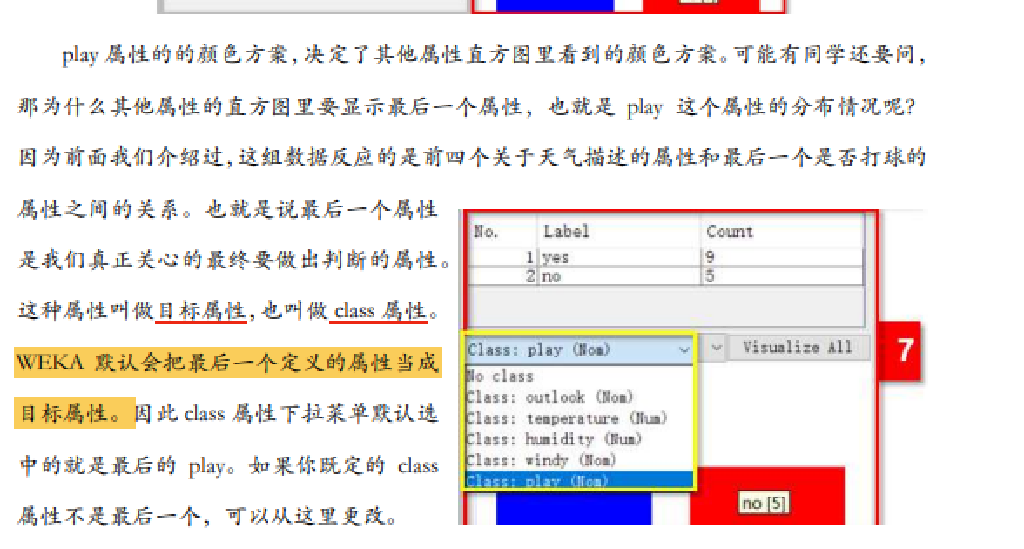 play 属性的的颜色方案,决定了其他属性直方图里看到的颜色方案。可能有同学还要问,
那为什么其他属性的直方图里要显示最后一个属性，也就是 play 这个属性的分布情况呢?
因为前面我们介绍过,这组数据反应的是前四个关于天气描述的属性和最后一个是否打球的
属性之间的关系。也就是说最后一个属性
是我们真正关心的最终要做出判断的属性。
这种属性叫做目标属性,也叫做 class 属性。
WEKA 默认会把最后一个定义的属性当成
目标属性。因此 class 属性下拉菜单默认选
中的就是最后的 play。如果你既定的 class
属性不是最后一个，可以从这里更改。
No. Label Count
1 yes 9
2 no 5
Class: play (Nom) Visualize All
7
No class
Class: outlook (Nom)
Class: temperature (Num)
Class: humidity (Num)
Class: windy (Nom)
Class: play (Nom)
no [5]